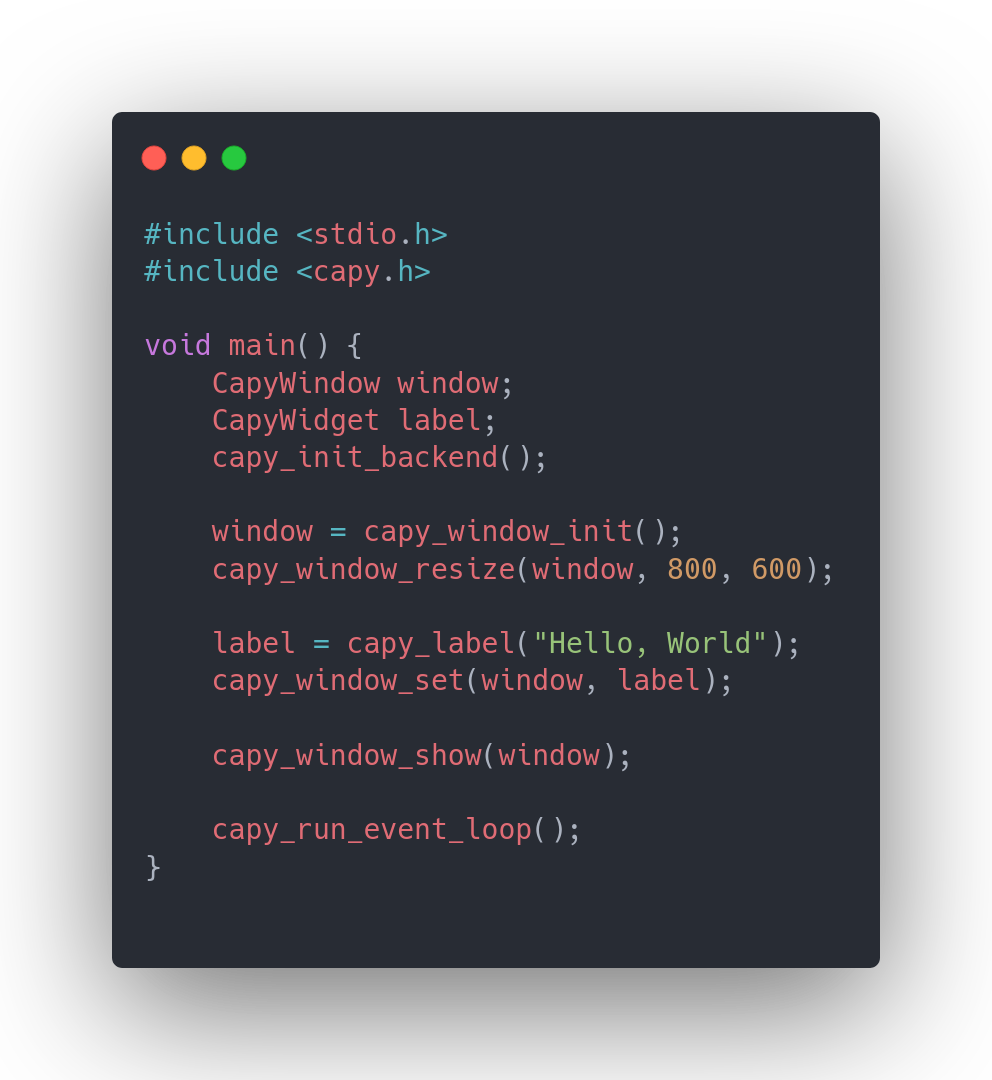 #include <stdio.h>
#include <capy.h>

void main() {
    CapyWindow window;
    CapyWidget label;
    capy_init_backend();

    window = capy_window_init();
    capy_window_resize(window, 800, 600);

    label = capy_label("Hello, World");
    capy_window_set(window, label);

    capy_window_show(window);

    capy_run_event_loop();
}